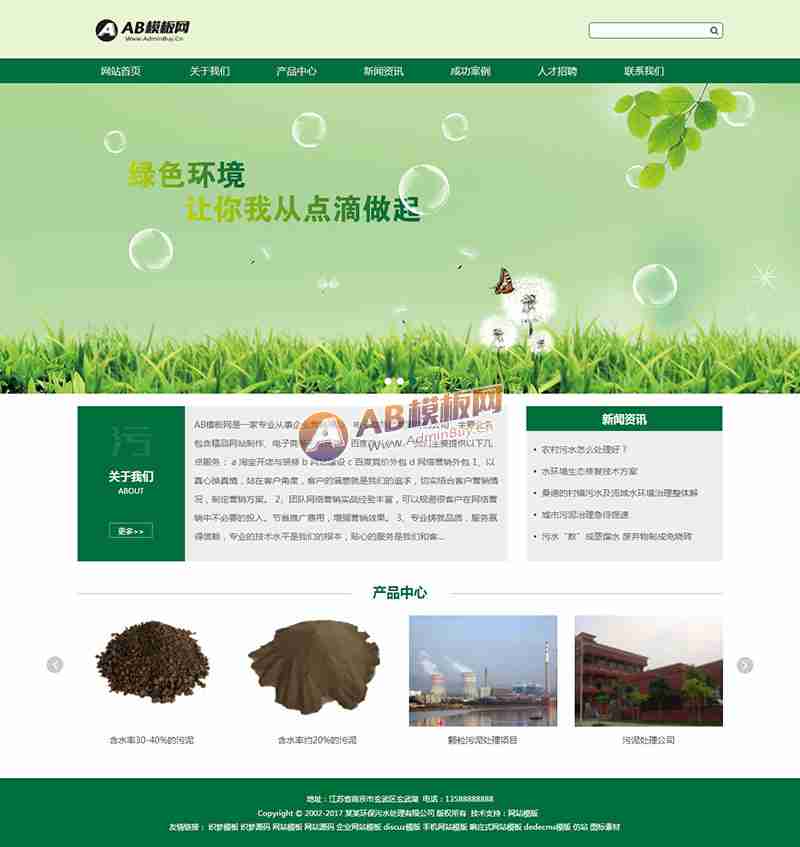 AB模板网
Www.AdminBuy.Cn
网站首页 关于我们 产品中心 新闻资讯 成功案例 人才招聘 联系我们
绿色环境
让你我从点滴做起
污
关于我们
ABOUT
更多>>
AB模板网是一家专业从事企业
包含精品网站制作、电子商
主要提供以下几
点服务: a 淘宝开店与装修 b 网站建设 c 百度竞价外包 d 网络营销外包 1、以
真心换真情,站在客户角度,客户的满意就是我们的追求,切实结合客户营销情
况,制定营销方案。 2、团队网络营销实战经验丰富,可以规避很客户在网络营
销中不必要的投入。节省推广费用,增强营销效果。 3、专业铸就品质,服务赢
得信赖,专业的技术水平是我们的根本,贴心的服务是我们和客...
AB模板网
Www.AdminBuy.Cn
新闻资讯
• 农村污水怎么处理好?
• 水环境生态修复技术方案
• 桑德的村镇污水及流域水环境治理整体解
• 城市污泥治理急待提速
• 污水“数”成蒸馏水 废弃物制成免烧砖
产品中心
含水率30-40%的污泥
含水率约20%的污泥
颗粒污泥处理项目
污泥处理公司
地址:江苏省南京市玄武区玄武湖 电话:13588888888
Copyright © 2002-2017 某某环保污水处理有限公司 版权所有 技术支持:网站模版
友情链接: 织梦模板 织梦源码 网站模板 网站源码 企业网站模板 discuz模板 手机网站模板 响应式网站模板 dedecms模板 仿站 图标素材